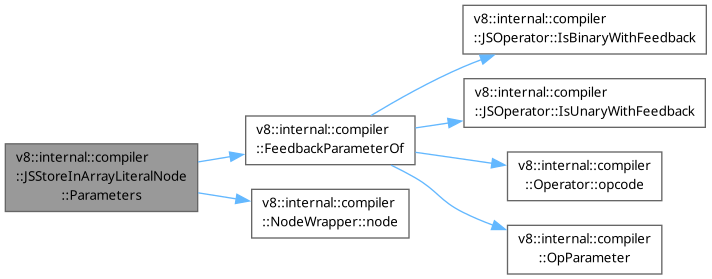 v8::internal::compiler
::JSStoreInArrayLiteralNode
::Parameters
v8::internal::compiler
::FeedbackParameterOf
v8::internal::compiler
::NodeWrapper::node
v8::internal::compiler
::JSOperator::IsBinaryWithFeedback
v8::internal::compiler
::JSOperator::IsUnaryWithFeedback
v8::internal::compiler
::Operator::opcode
v8::internal::compiler
::OpParameter